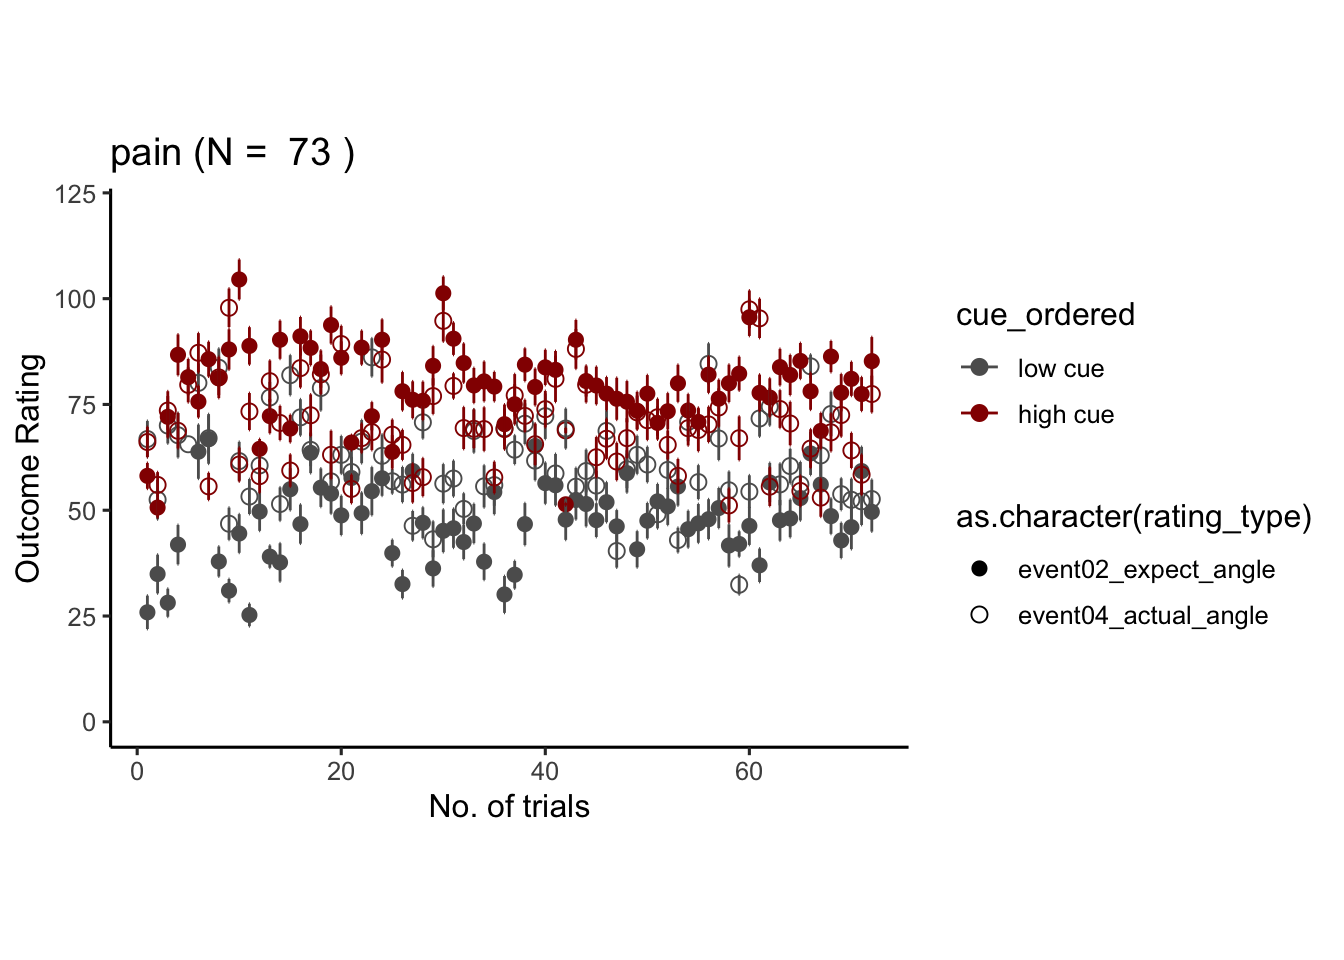 pain (N =  73 )
125
100
75
50
25
0
Outcome Rating
0 20 40 60
No. of trials
cue_ordered
low cue
high cue
as.character(rating_type)
event02_expect_angle
event04_actual_angle